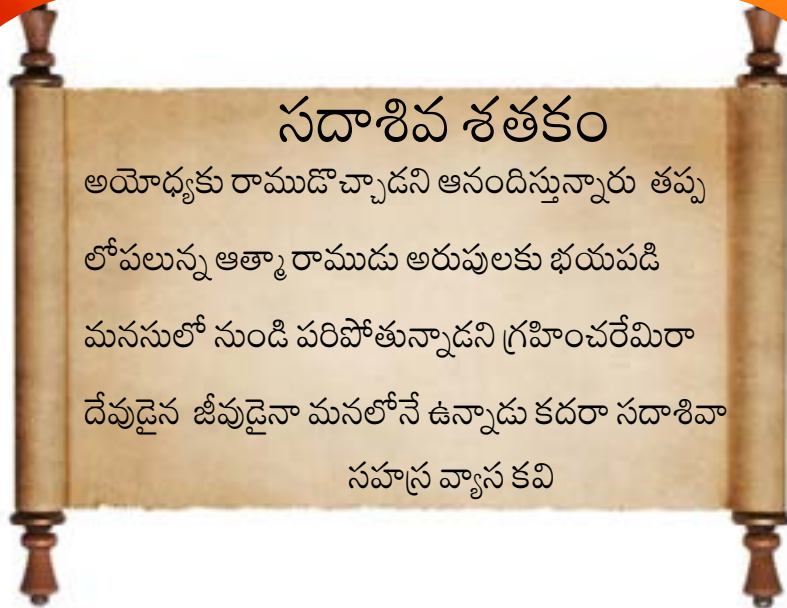 సదాశివ శతకం
అయోధ్యకు రాముడొచ్చాడని ఆనందిస్తున్నారు తప్ప
లోపలున్న ఆత్మా రాముడు అరుపులకు భయపడి
మనసులో నుండి పరిపోతున్నాడని గ్రహించరేమిరా
దేవుడైన జీవుడైనా మనలోనే ఉన్నాడు కదరా సదాశివా
సహస్ర వ్యాస కవి